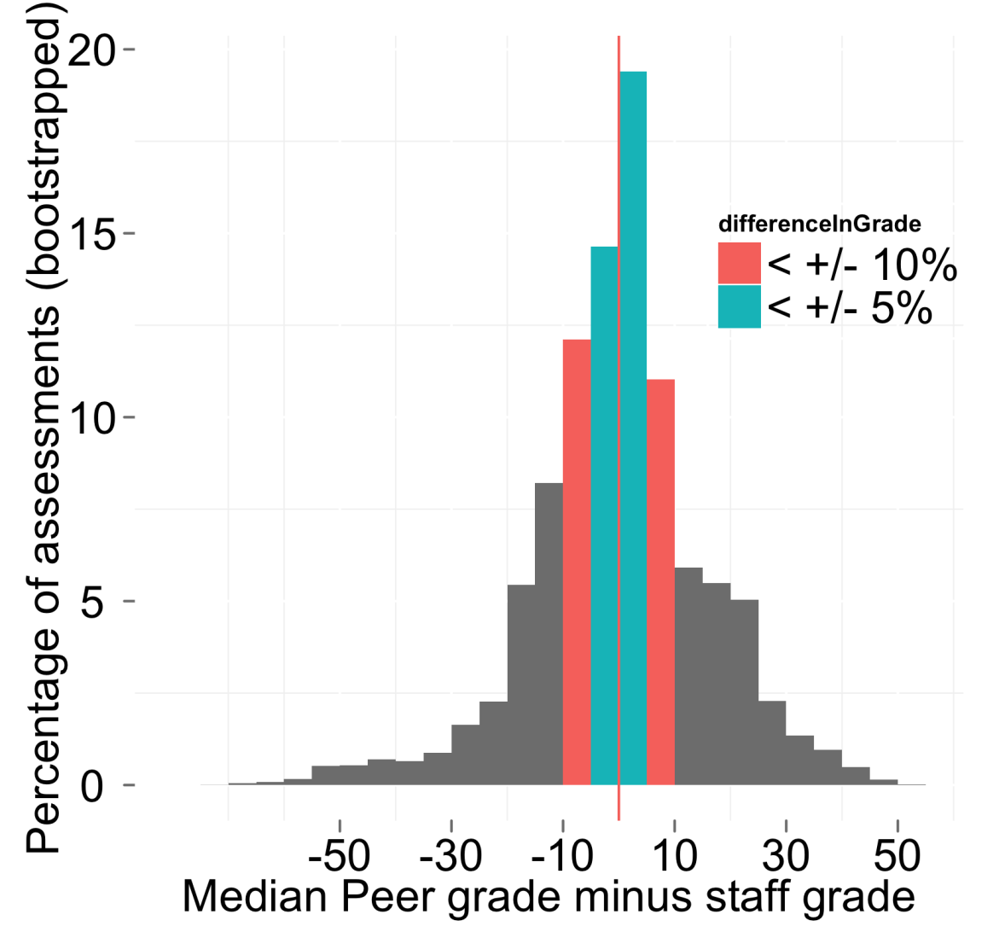 Percentage of assessments (bootstrapped)
20
15
10
5
0
differenceInGrade
< +/- 10%
< +/- 5%
-50 -30 -10 10 30 50
Median Peer grade minus staff grade